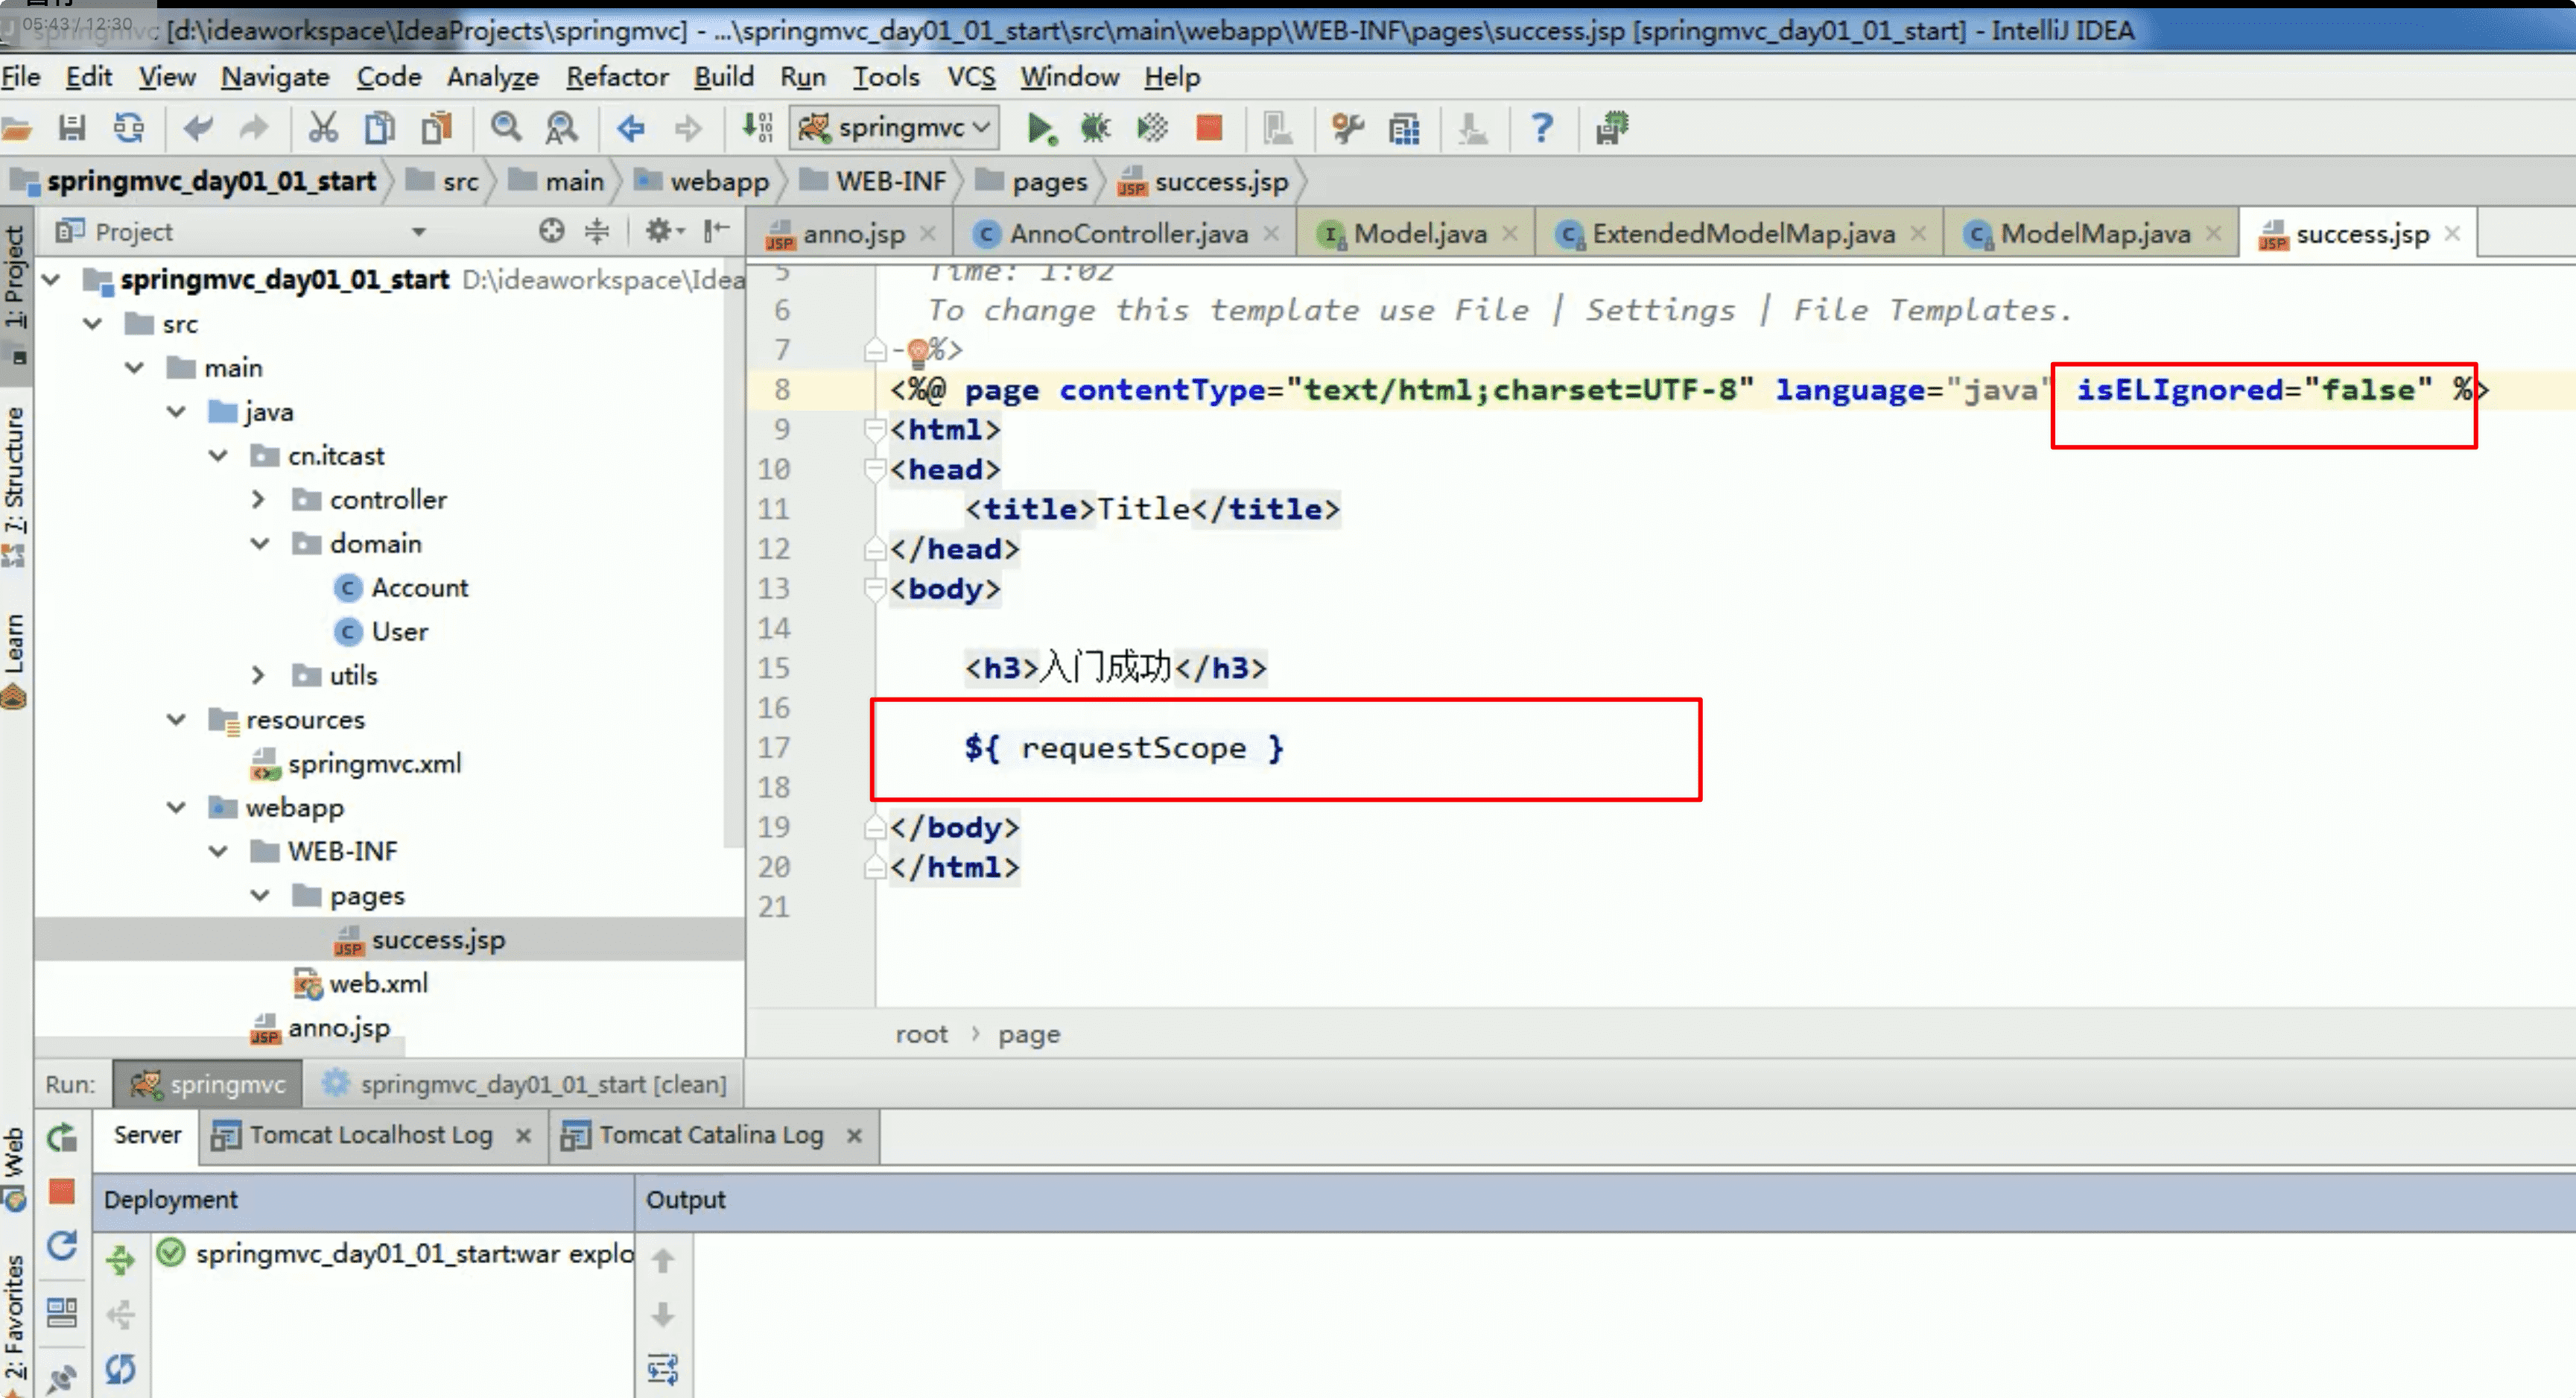 暂停
05:43 / 12:30
springmvc [d:\ideaworkspace\IdeaProjects\springmvc] - ...\springmvc_day01_01_start\src\main\webapp\WEB-INF\pages\success.jsp [springmvc_day01_01_start] - IntelliJ IDEA
File Edit View Navigate Code Analyze Refactor Build Run Tools VCS Window Help
springmvc
springmvc_day01_01_start src main webapp WEB-INF pages success.jsp
1: Project
7: Structure
Learn
Web
2: Favorites
Project
springmvc_day01_01_start D:\ideaworkspace\Idea
src
main
java
cn.itcast
controller
domain
Account
User
utils
resources
springmvc.xml
webapp
WEB-INF
pages
success.jsp
web.xml
anno.jsp
anno.jsp AnnoController.java Model.java ExtendedModelMap.java ModelMap.java success.jsp
5 Time: 1:02
6 To change this template use File | Settings | File Templates.
7 -%>
8 <%@ page contentType="text/html;charset=UTF-8" language="java" isELIgnored="false" %>
9 <html>
10 <head>
11 <title>Title</title>
12 </head>
13 <body>
14
15 <h3>入门成功</h3>
16
17 ${ requestScope }
18
19 </body>
20 </html>
21
root › page
Run: springmvc springmvc_day01_01_start [clean]
Server Tomcat Localhost Log Tomcat Catalina Log
Deployment Output
springmvc_day01_01_start:war explo